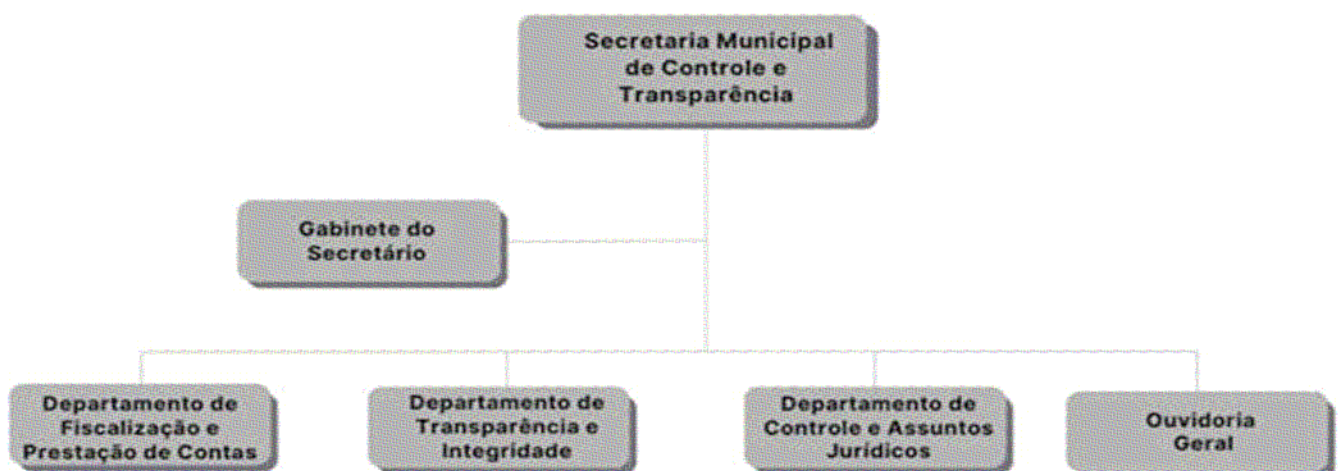 Secretaria Municipal
de Controle e
Transparência
Gabinete do
Secretário
Departamento de
Fiscalização e
Prestação de Contas
Departamento de
Transparência e
Integridade
Departamento de
Controle e Assuntos
Jurídicos
Ouvidoria
Geral